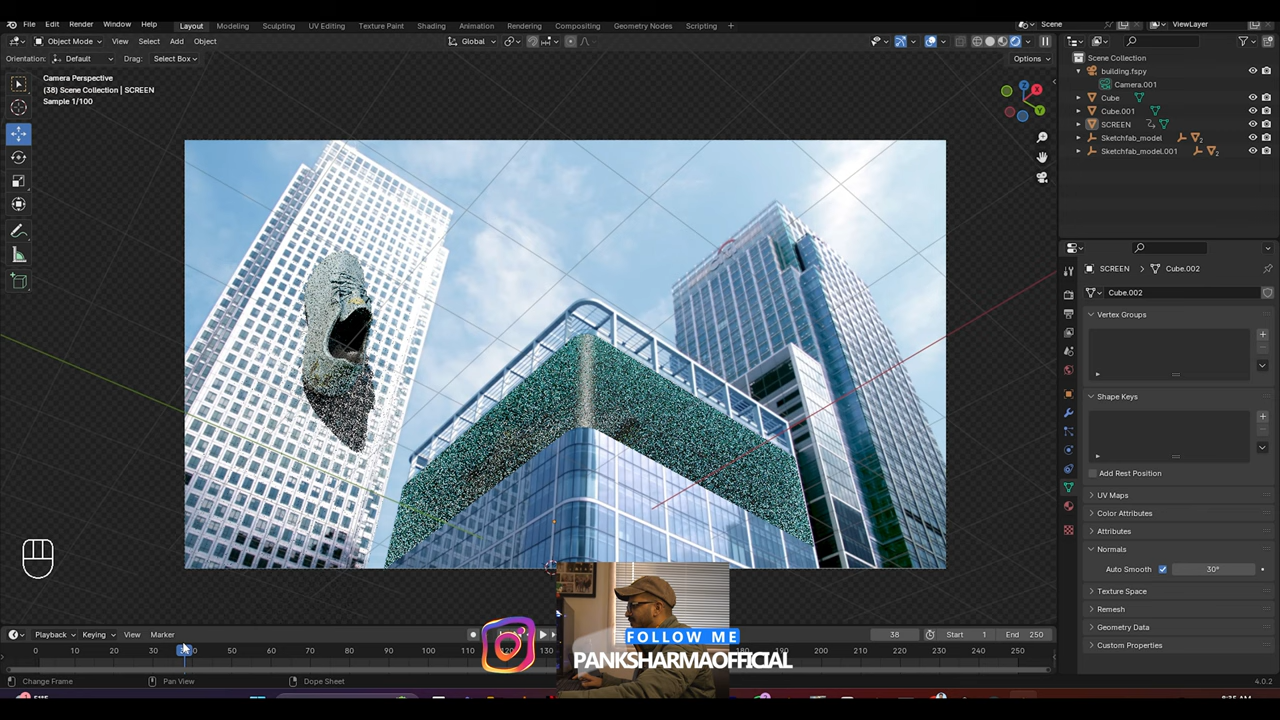 File Edit Render Window Help Layout Modeling Sculpting UV Editing Texture Paint Shading Animation Rendering Compositing Geometry Nodes Scripting + Scene ViewLayer
Object Mode View Select Add Object Global Options
Orientation: Default Drag: Select Box
Camera Perspective
(38) Scene Collection | SCREEN
Sample 1/100
Scene Collection
building.fspy
Camera.001
Cube
Cube.001
SCREEN
Sketchfab_model
Sketchfab_model.001
SCREEN > Cube.002
Cube.002
Vertex Groups
Shape Keys
Add Rest Position
UV Maps
Color Attributes
Attributes
Normals
Auto Smooth 30°
Texture Space
Remesh
Geometry Data
Custom Properties
X
Y
Z
Playback Keying View Marker 38 Start 1 End 250
0 10 20 30 50 60 70 80 90 100 110 120 130 200 210 220 230 240 250
FOLLOW ME
PANKSHARMAOFFICIAL
Change Frame Pan View Dope Sheet 4.0.2